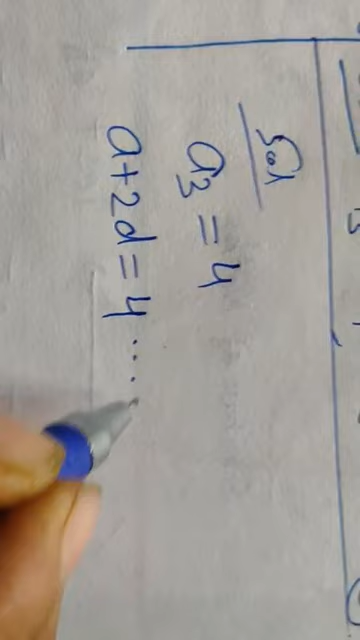 Sol
a₃ = 4
a+2d = 4 ....